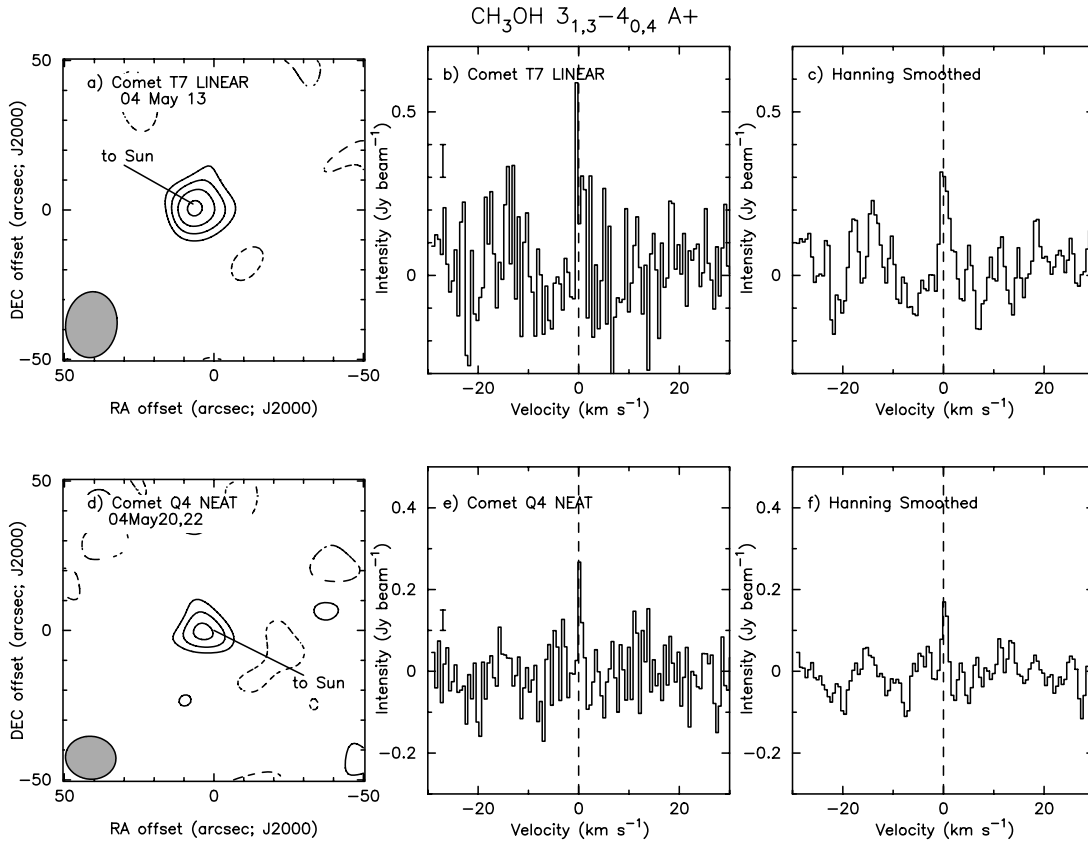 CH₃OH 3₁,₃−4₀,₄ A+
a) Comet T7 LINEAR
04 May 13
to Sun
50
0
−50
DEC offset (arcsec; J2000)
50
0
−50
RA offset (arcsec; J2000)
b) Comet T7 LINEAR
0.5
0
Intensity (Jy beam⁻¹)
−20
0
20
Velocity (km s⁻¹)
c) Hanning Smoothed
0.5
0
Intensity (Jy beam⁻¹)
−20
0
20
Velocity (km s⁻¹)
d) Comet Q4 NEAT
04May20,22
to Sun
50
0
−50
DEC offset (arcsec; J2000)
50
0
−50
RA offset (arcsec; J2000)
e) Comet Q4 NEAT
0.4
0.2
0
−0.2
Intensity (Jy beam⁻¹)
−20
0
20
Velocity (km s⁻¹)
f) Hanning Smoothed
0.4
0.2
0
−0.2
Intensity (Jy beam⁻¹)
−20
0
20
Velocity (km s⁻¹)